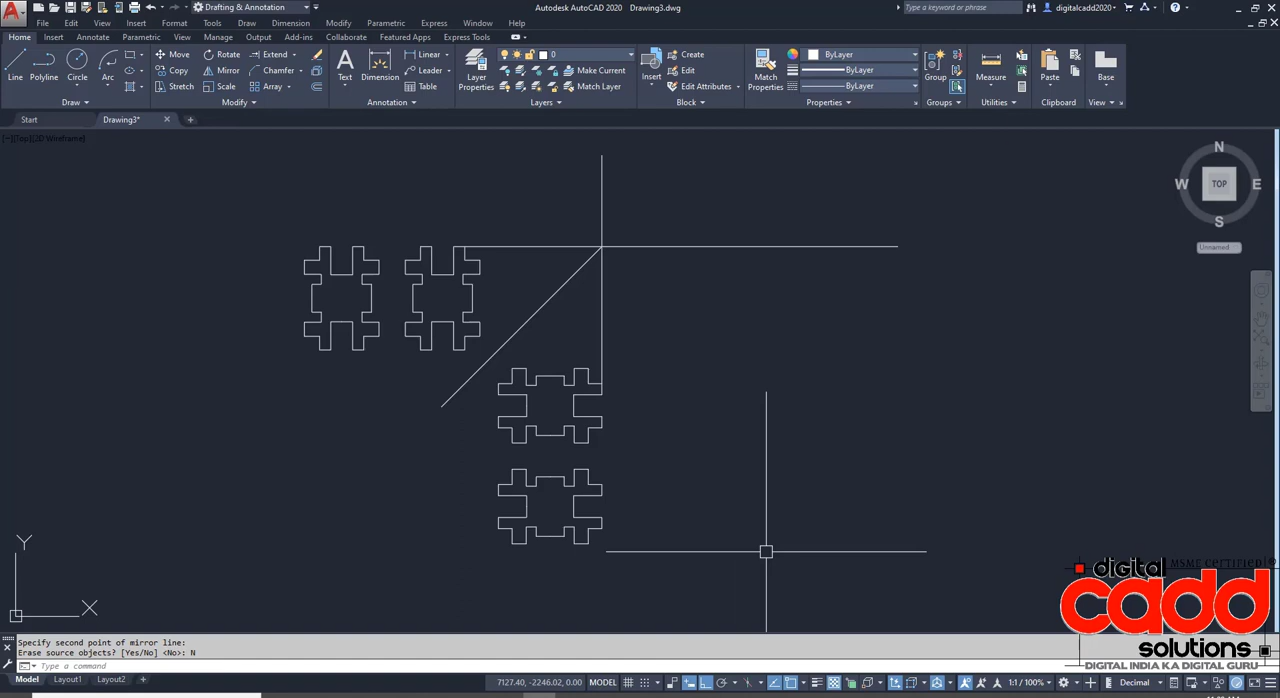 Drafting & Annotation
Autodesk AutoCAD 2020 Drawing3.dwg
Type a keyword or phrase
digitalcadd2020
File Edit View Insert Format Tools Draw Dimension Modify Parametric Express Window Help
Home Insert Annotate Parametric View Manage Output Add-ins Collaborate Featured Apps Express Tools
Line Polyline Circle Arc
Move Rotate Extend
Copy Mirror Chamfer
Stretch Scale Array
Text Dimension
Linear
Leader
Table
Layer Properties
0
Make Current
Match Layer
Insert
Create
Edit
Edit Attributes
Match Properties
ByLayer
ByLayer
ByLayer
Group
Measure
Paste
Base
Draw Modify Annotation Layers Block Properties Groups Utilities Clipboard View
Start Drawing3*
[−][Top][2D Wireframe]
N
W TOP E
S
Unnamed
Y
X
MSME certified
digital
cadd
solutions
DIGITAL INDIA KA DIGITAL GURU
Specify second point of mirror line:
Erase source objects? [Yes/No] <No>: N
Type a command
Model Layout1 Layout2
7127.40, -2246.02, 0.00 MODEL
1:1 / 100%
Decimal